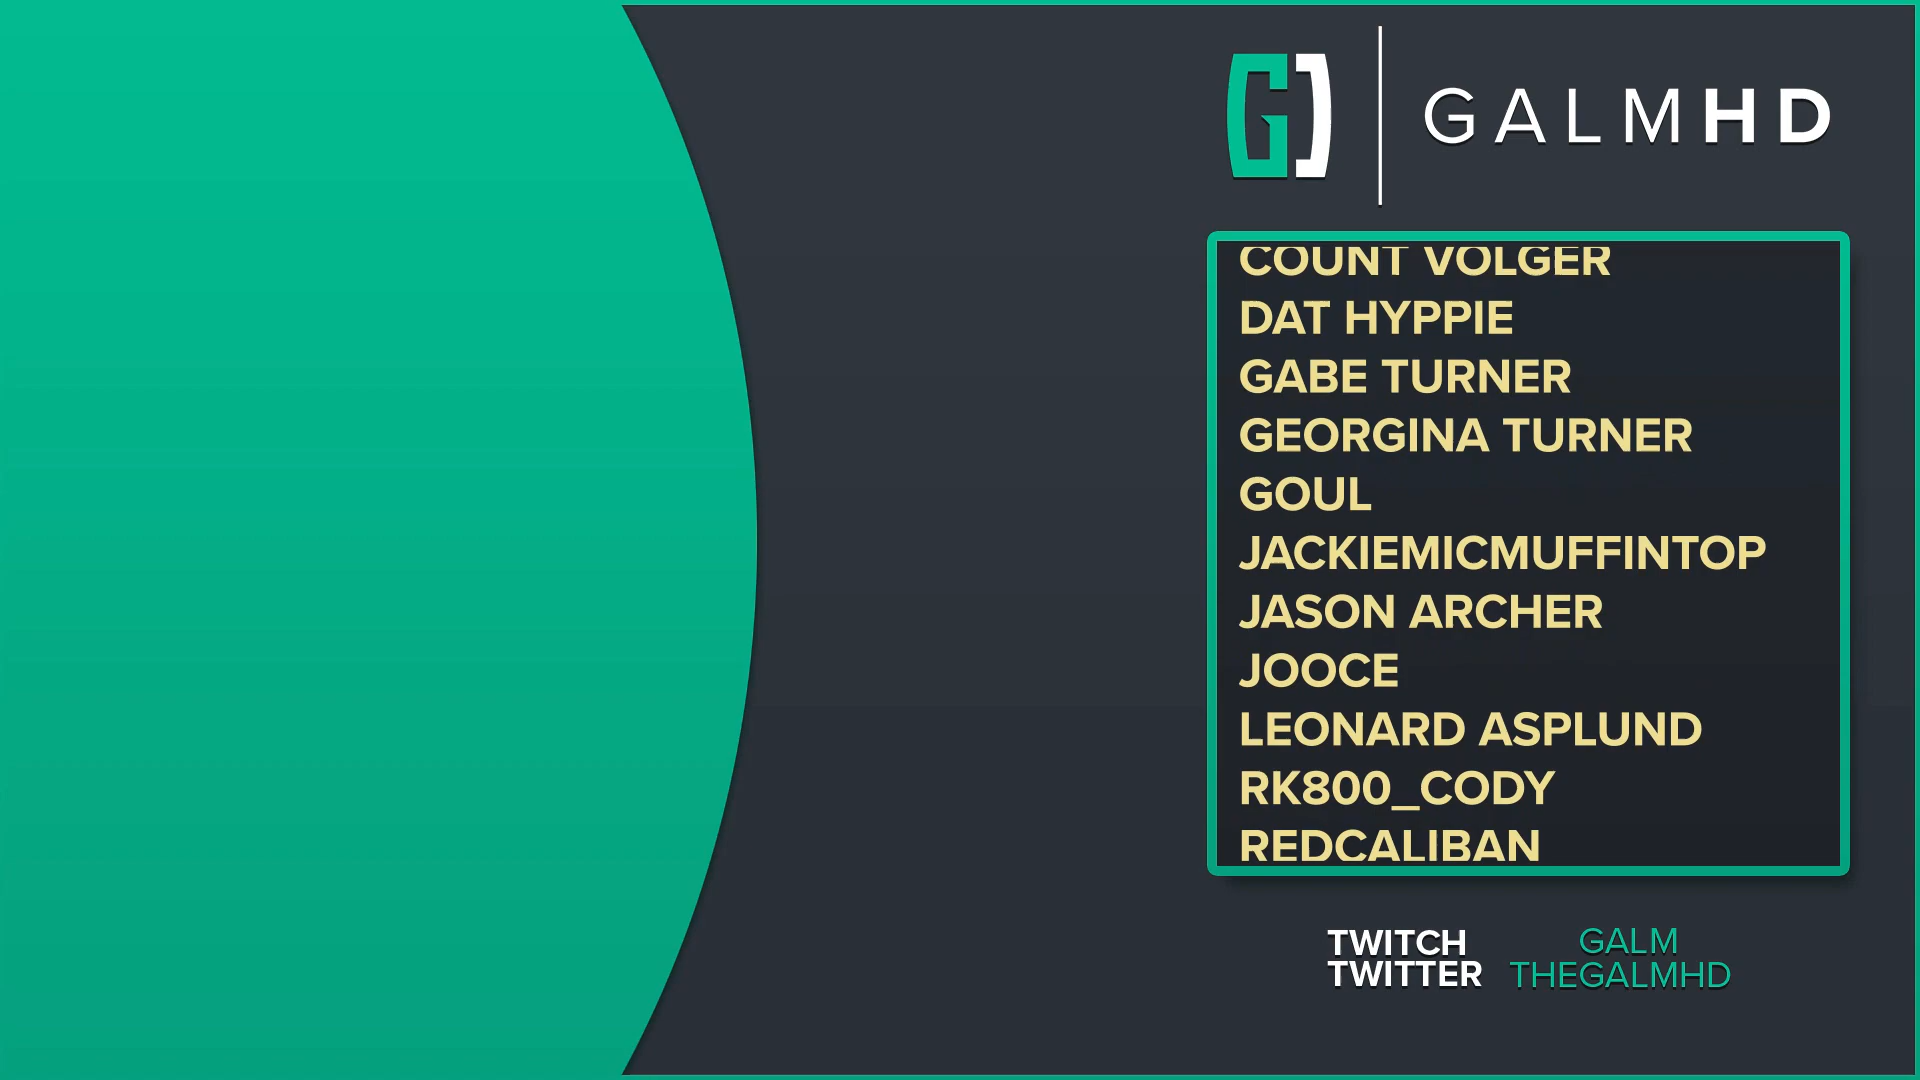 GALMHD
COUNT VOLGER
DAT HYPPIE
GABE TURNER
GEORGINA TURNER
GOUL
JACKIEMICMUFFINTOP
JASON ARCHER
JOOCE
LEONARD ASPLUND
RK800_CODY
REDCALIBAN
TWITCH GALM
TWITTER THEGALMHD